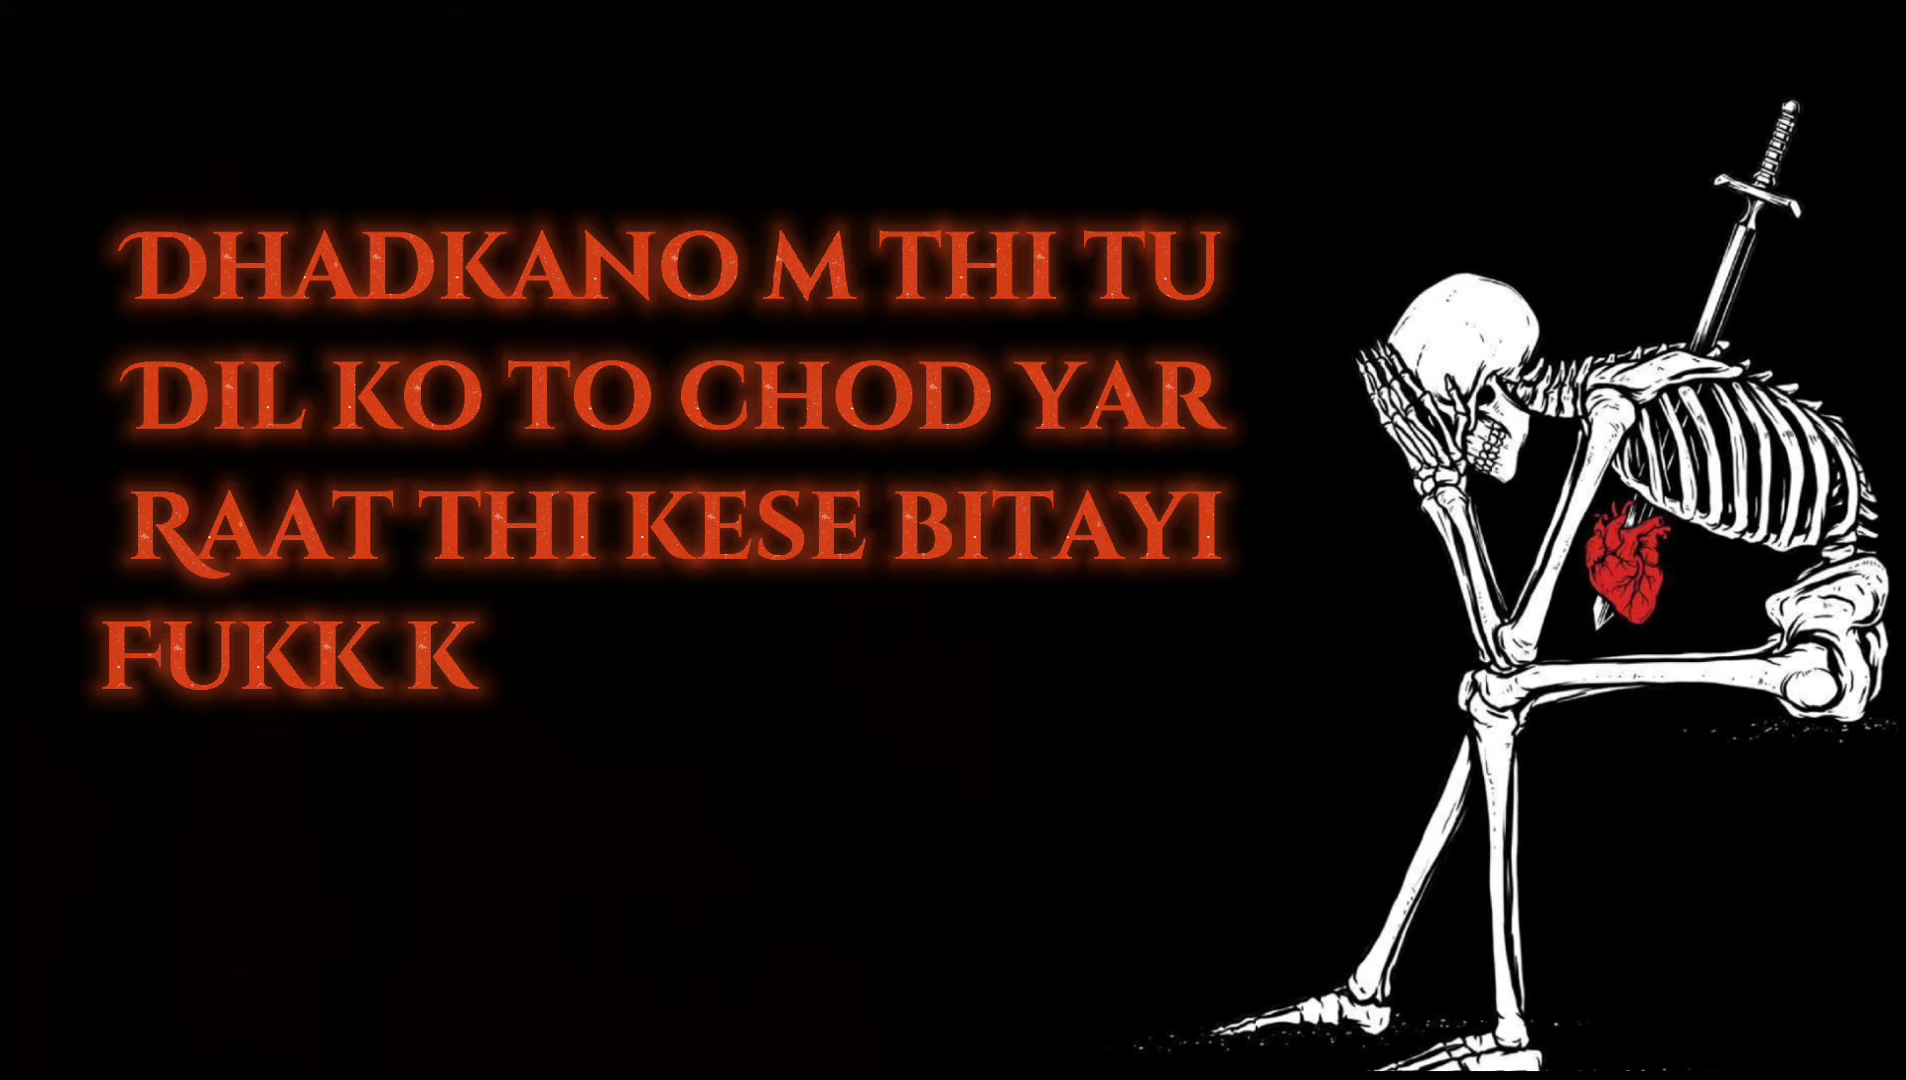 Dhadkano m thi tu
Dil ko to chod yar
Raat thi kese bitayi
Fukk k